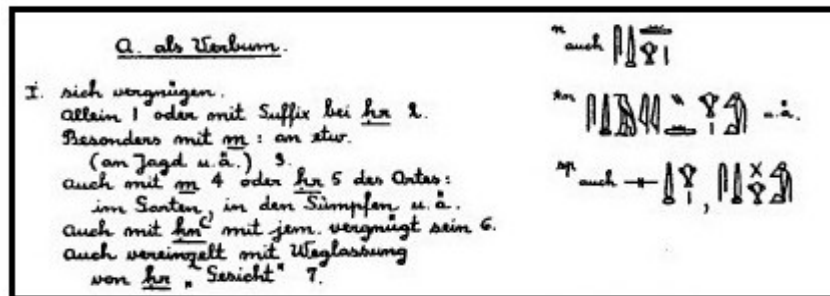 a. als Verbum.
I. sich vergnügen.
Allein 1 oder mit Suffix bei ḥr 2.
Besonders mit m : an etw.
(an Jagd u.ä.) 3.
auch mit m 4 oder ḥr 5 des Ortes:
im Garten, in den Sümpfen u.ä.
Auch mit ḥnꜥ mit jem. vergnügt sein 6.
Auch vereinzelt mit Weglassung
von ḥr „Gesicht" 7.
n auch
u.ä.
sp auch